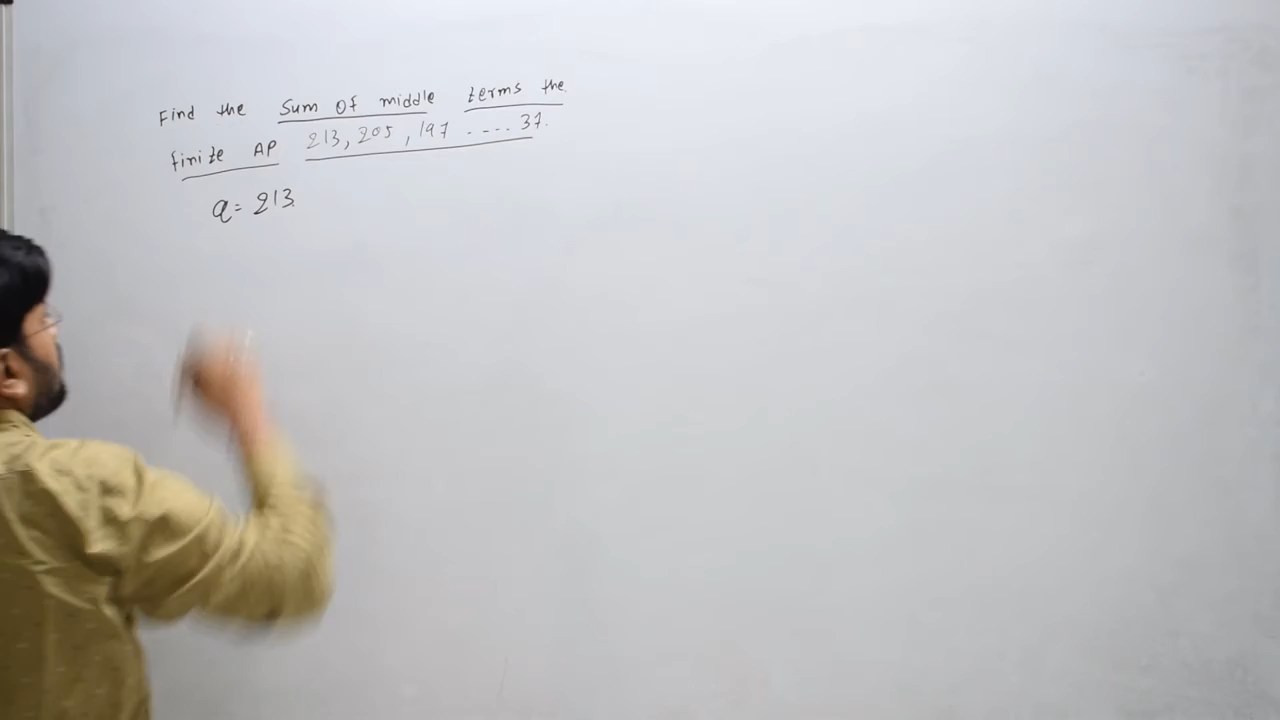 Find the Sum of middle terms the
finite AP 213, 205, 197 ..... 37.
a = 213